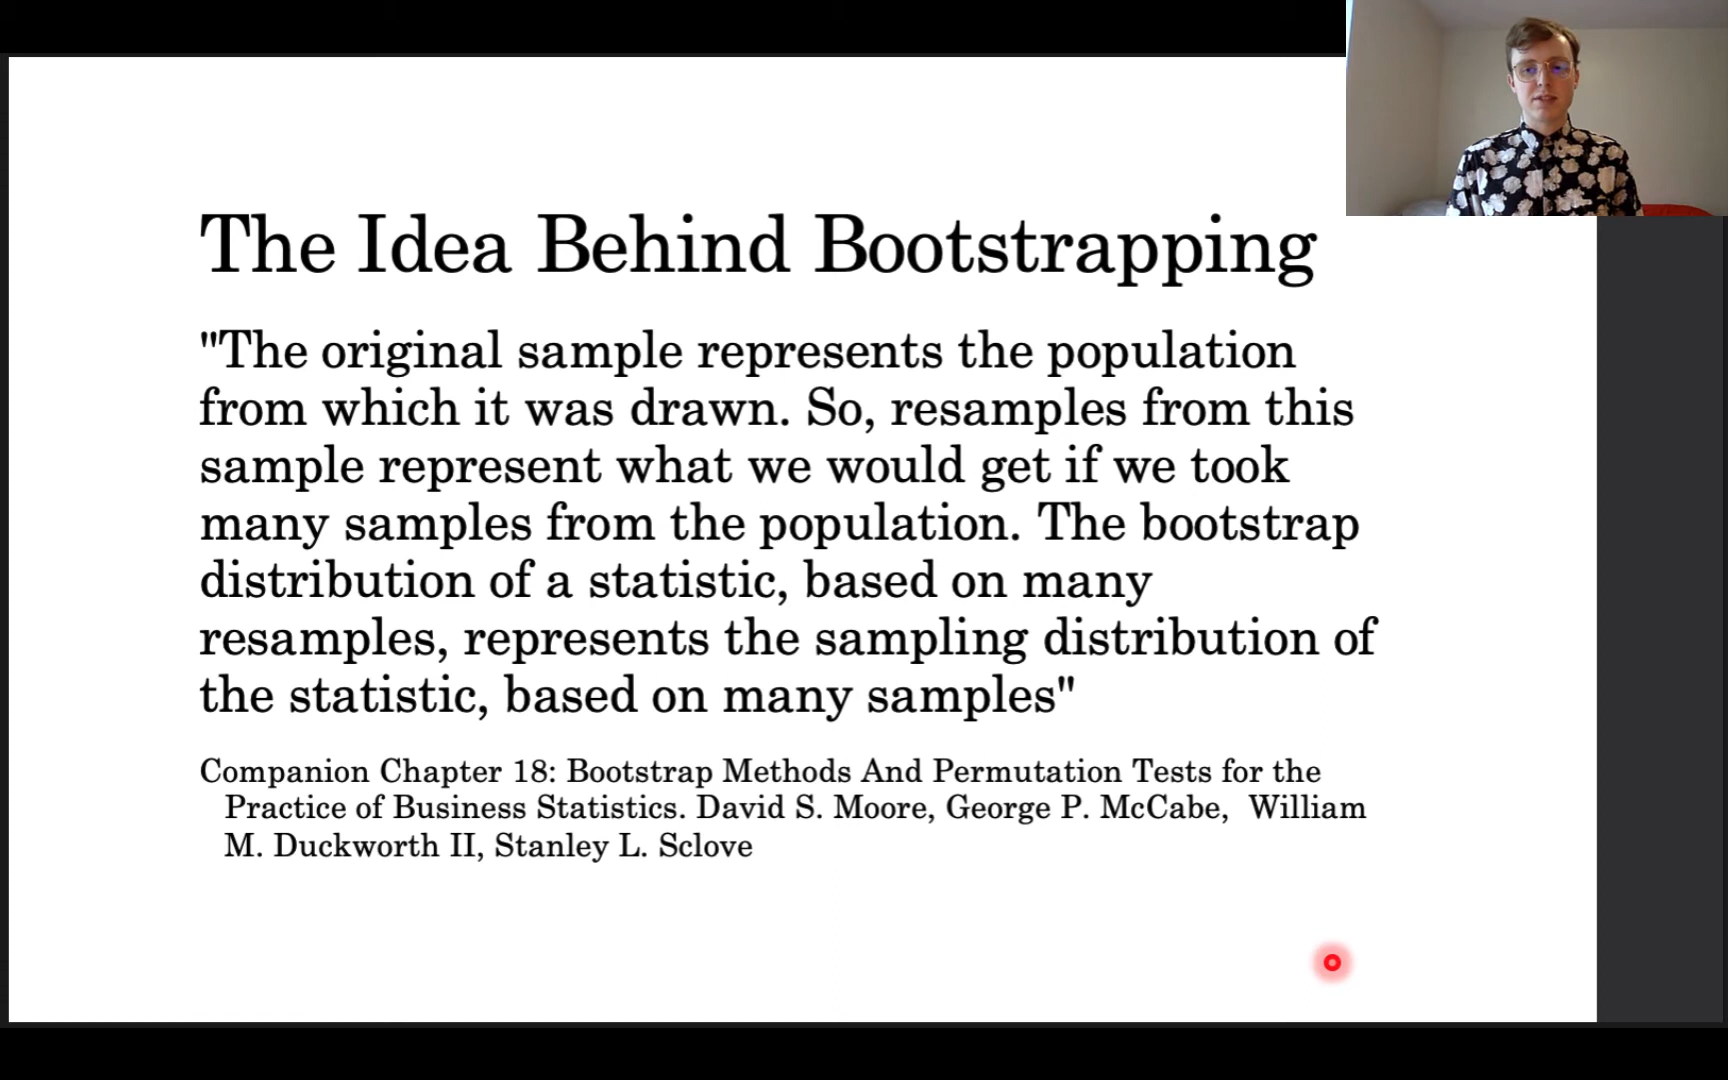 The Idea Behind Bootstrapping
"The original sample represents the population
from which it was drawn. So, resamples from this
sample represent what we would get if we took
many samples from the population. The bootstrap
distribution of a statistic, based on many
resamples, represents the sampling distribution of
the statistic, based on many samples"
Companion Chapter 18: Bootstrap Methods And Permutation Tests for the
Practice of Business Statistics. David S. Moore, George P. McCabe,  William
M. Duckworth II, Stanley L. Sclove